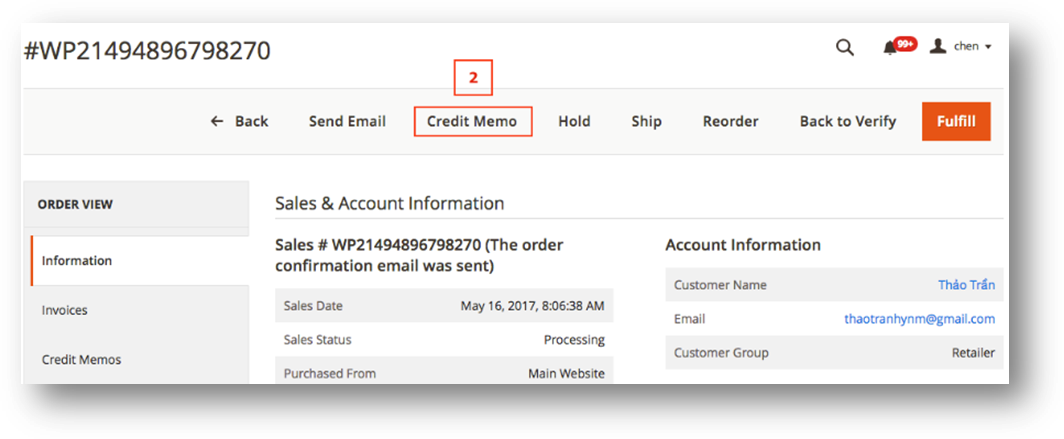 #WP21494896798270
99+
chen
2
Back
Send Email
Credit Memo
Hold
Ship
Reorder
Back to Verify
Fulfill
ORDER VIEW
Information
Invoices
Credit Memos
Sales & Account Information
Sales # WP21494896798270 (The order
confirmation email was sent)
Sales Date May 16, 2017, 8:06:38 AM
Sales Status Processing
Purchased From Main Website
Account Information
Customer Name Thảo Trần
Email thaotranhynm@gmail.com
Customer Group Retailer